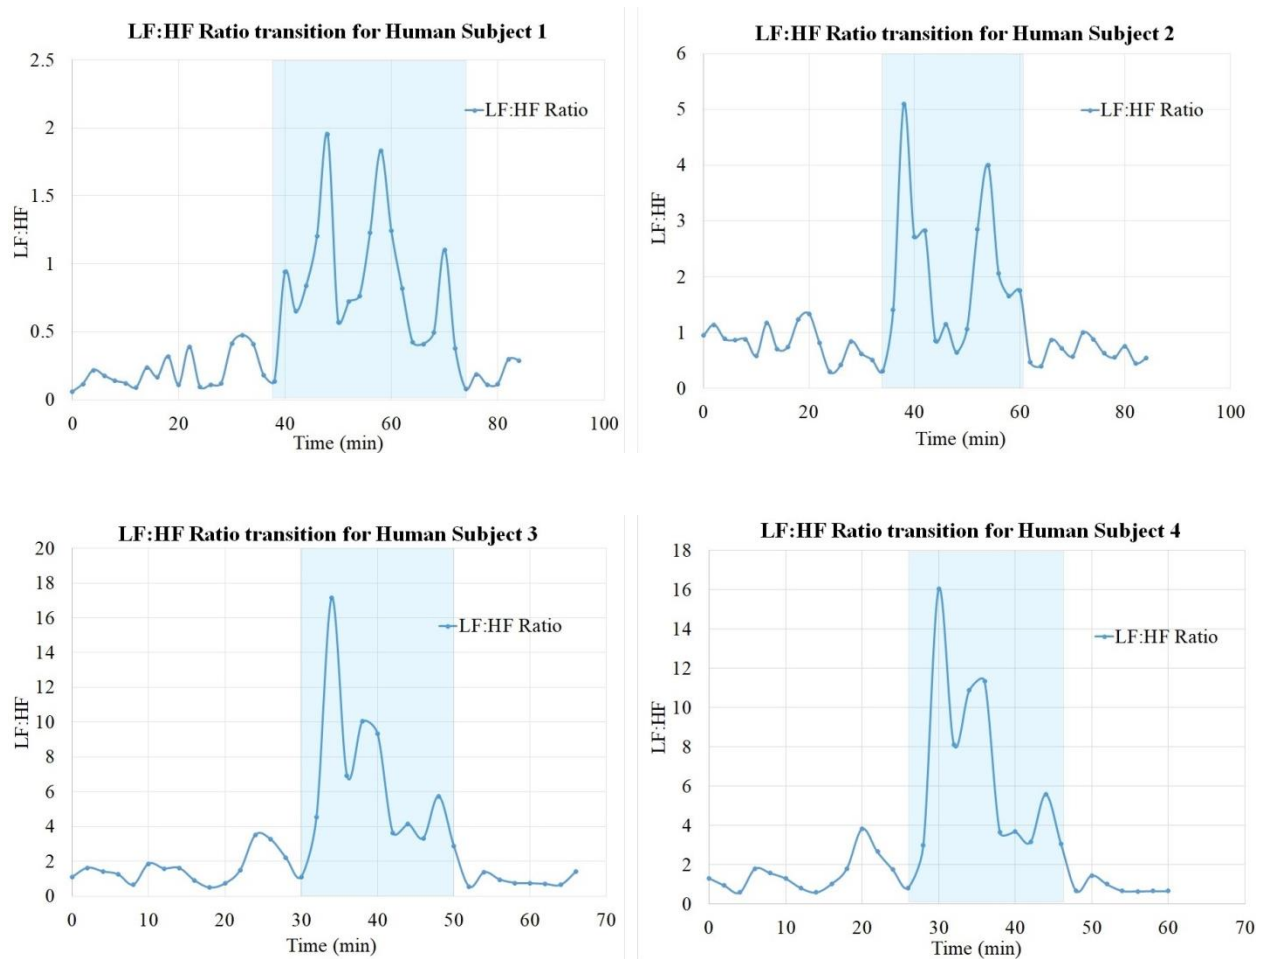 LF:HF Ratio transition for Human Subject 1
2.5
2
1.5
1
0.5
0
LF:HF
LF:HF Ratio
0 20 40 60 80 100
Time (min)
LF:HF Ratio transition for Human Subject 2
6
5
4
3
2
1
0
LF:HF
LF:HF Ratio
0 20 40 60 80 100
Time (min)
LF:HF Ratio transition for Human Subject 3
20
18
16
14
12
10
8
6
4
2
0
LF:HF
LF:HF Ratio
0 10 20 30 40 50 60 70
Time (min)
LF:HF Ratio transition for Human Subject 4
18
16
14
12
10
8
6
4
2
0
LF:HF
LF:HF Ratio
0 10 20 30 40 50 60 70
Time (min)